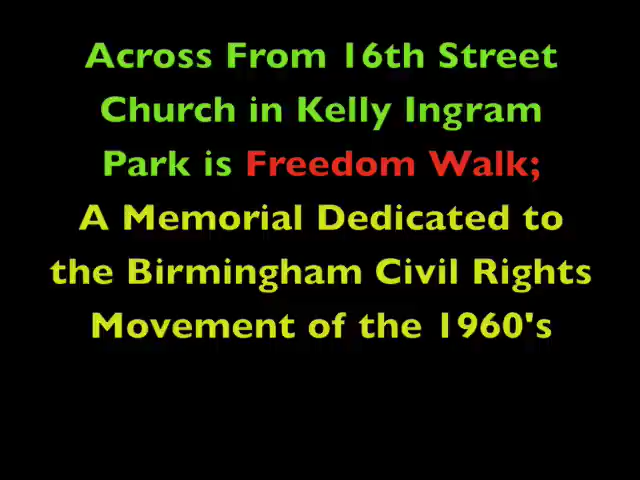 Across From 16th Street
Church in Kelly Ingram
Park is Freedom Walk;
A Memorial Dedicated to
the Birmingham Civil Rights
Movement of the 1960's